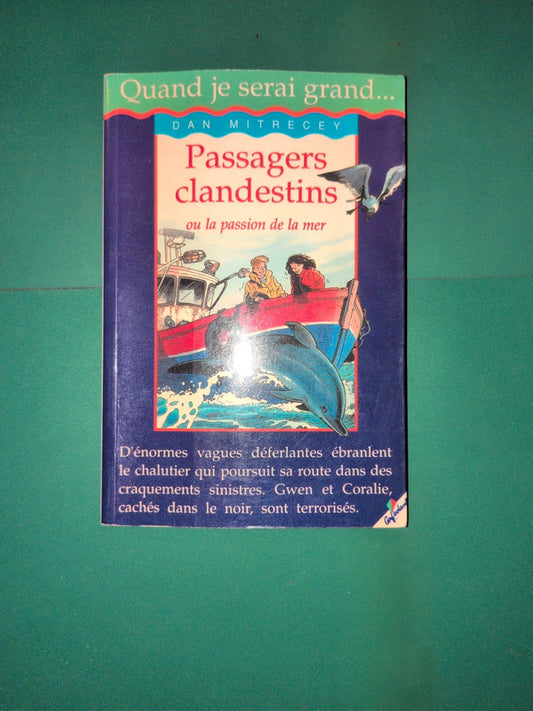 Quand je serai grand...
DAN MITRECEY
Passagers
clandestins
ou la passion de la mer
D'énormes vagues déferlantes ébranlent
le chalutier qui poursuit sa route dans des
craquements sinistres. Gwen et Coralie,
cachés dans le noir, sont terrorisés.